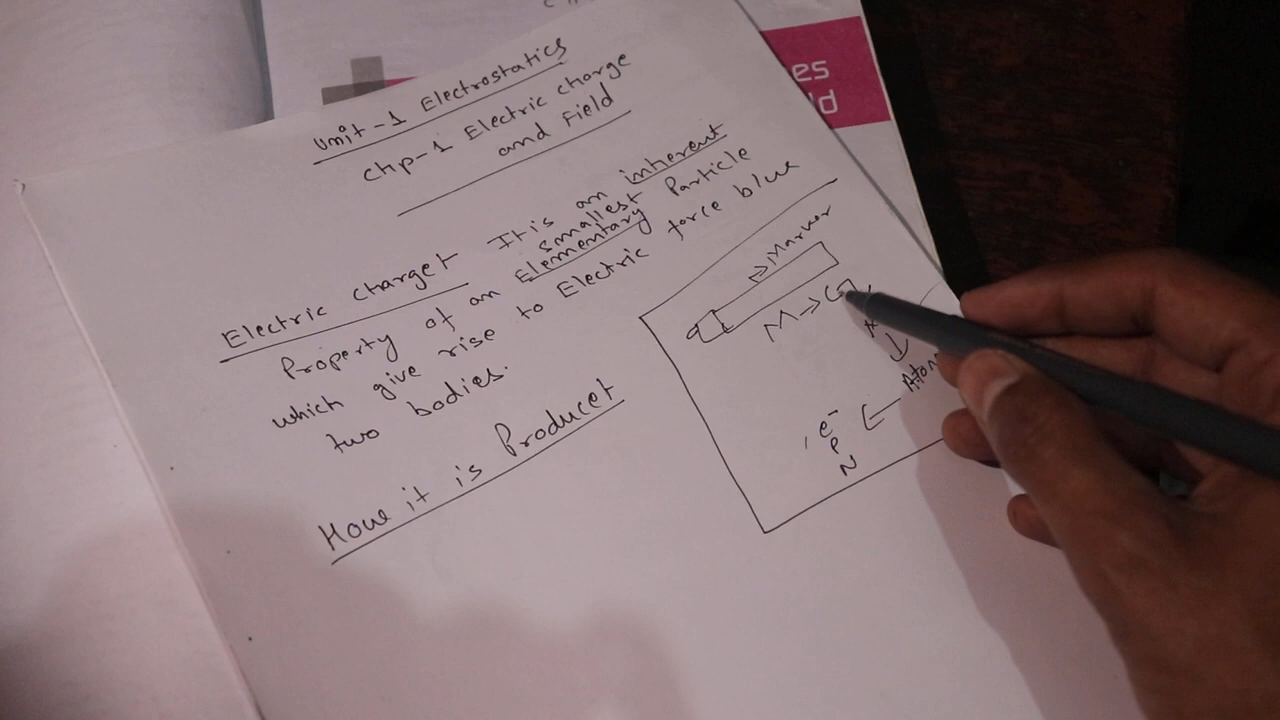 Unit-1 Electrostatics
Chp-1 Electric charge
and Field
Electric charget It is an inherent
smallest
Property of an Elementary Particle
which give rise to Electric force b/w
two bodies.
How it is Producet
→Marker
M→
Atom
e-
P
N
es
ld